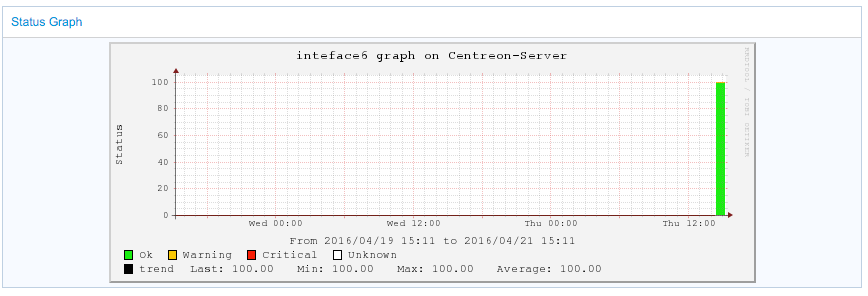 Status Graph
inteface6 graph on Centreon-Server
RRDTOOL / TOBI OETIKER
Status
100
80
60
40
20
0
Wed 00:00 Wed 12:00 Thu 00:00 Thu 12:00
From 2016/04/19 15:11 to 2016/04/21 15:11
Ok Warning Critical Unknown
trend Last: 100.00 Min: 100.00 Max: 100.00 Average: 100.00